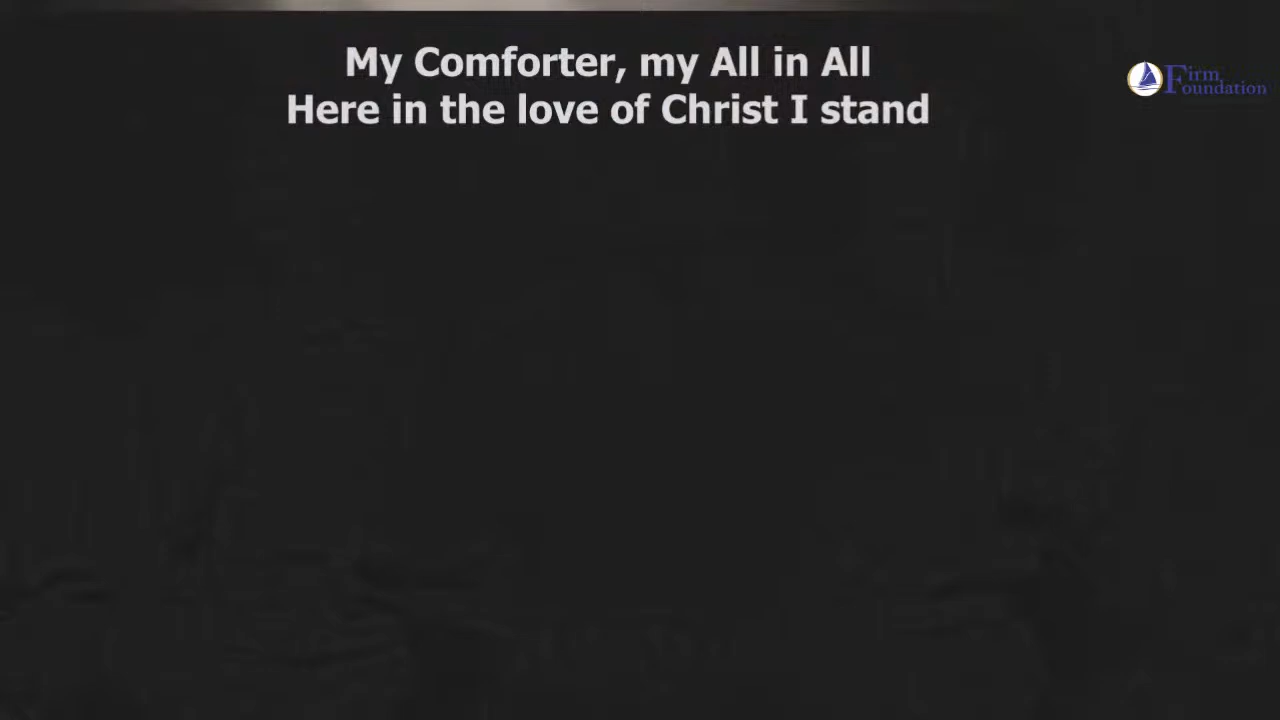 My Comforter, my All in All
Here in the love of Christ I stand
Firm
Foundation